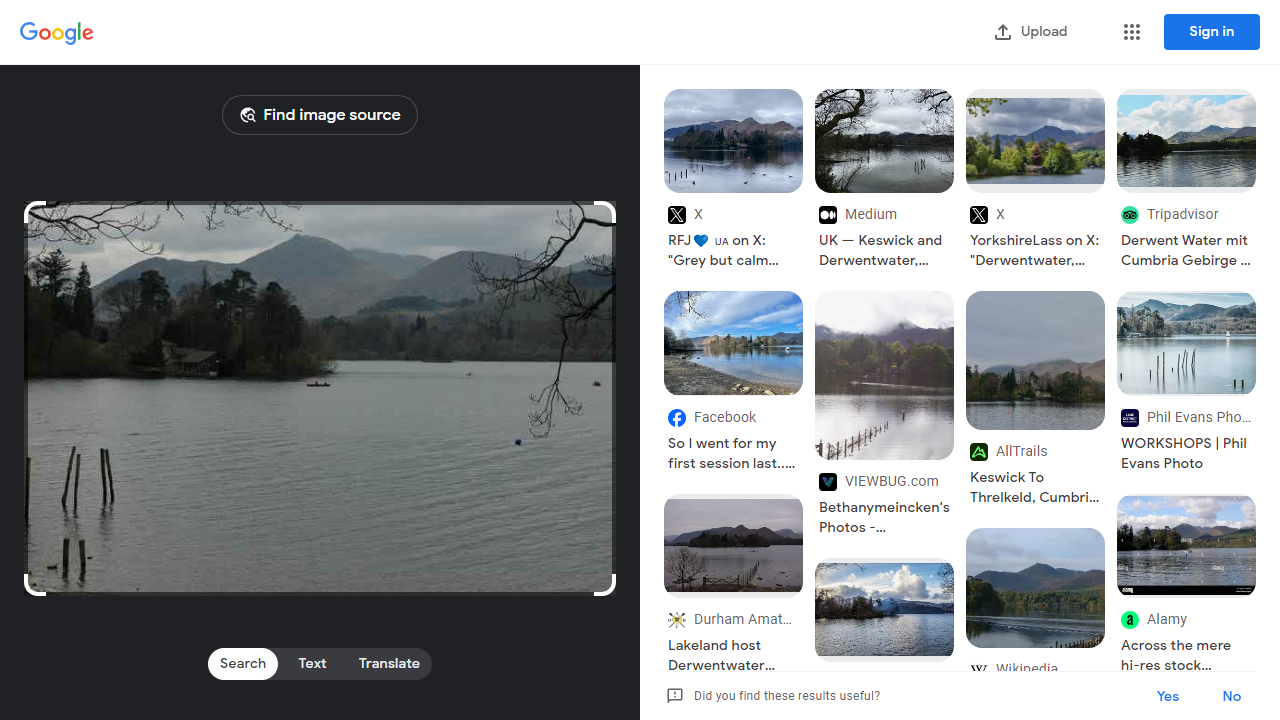 Google
Upload
Sign in
Find image source
Search
Text
Translate
X
RFJ💙 UA on X:
"Grey but calm...
Medium
UK — Keswick and
Derwentwater,...
X
YorkshireLass on X:
"Derwentwater,...
Tripadvisor
Derwent Water mit
Cumbria Gebirge ...
Facebook
So I went for my
first session last.....
VIEWBUG.com
Bethanymeincken's
Photos -...
AllTrails
Keswick To
Threlkeld, Cumbri...
Phil Evans Pho...
WORKSHOPS | Phil
Evans Photo
Durham Amat...
Lakeland host
Derwentwater...
Wikipedia
Alamy
Across the mere
hi-res stock...
Did you find these results useful?
Yes
No